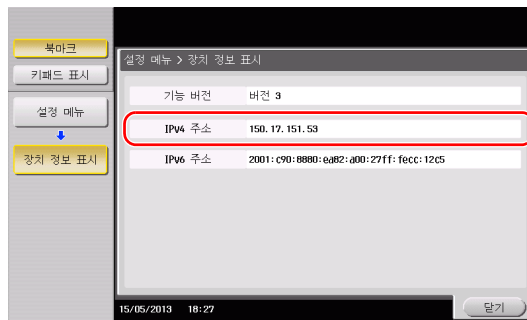 북마크
설정 메뉴 > 장치 정보 표시
키패드 표시
기능 버전 버전 3
설정 메뉴
IPv4 주소 150.17.151.53
장치 정보 표시
IPv6 주소 2001:c90:8880:ea82:a00:27ff:fecc:12c5
15/05/2013 18:27
닫기